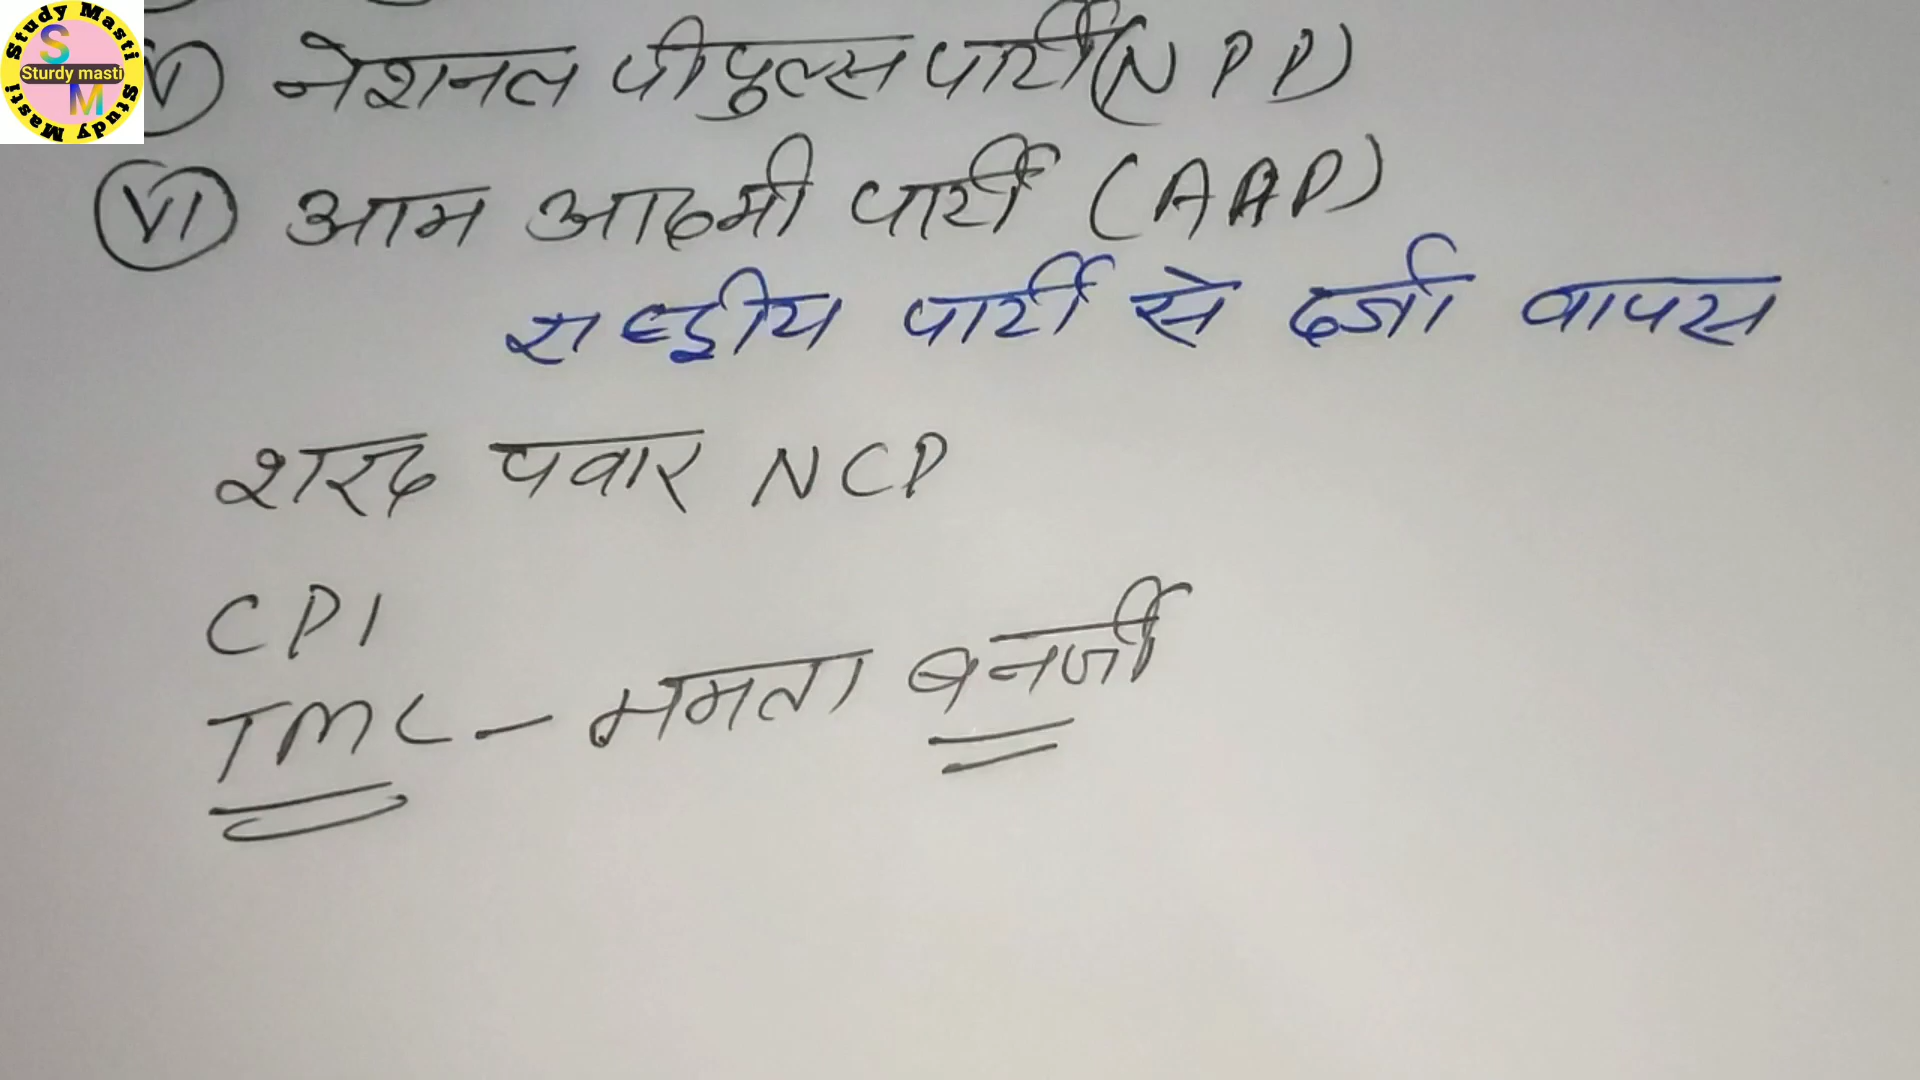 Study Masti Study Masti
S
Sturdy masti
M
V) नेशनल पीपुल्स पार्टी (NPP)
VI आम आदमी पार्टी (AAP)
राष्ट्रीय पार्टी से दर्जा वापस
शरद पवार NCP
CPI
TMC - ममता बनर्जी